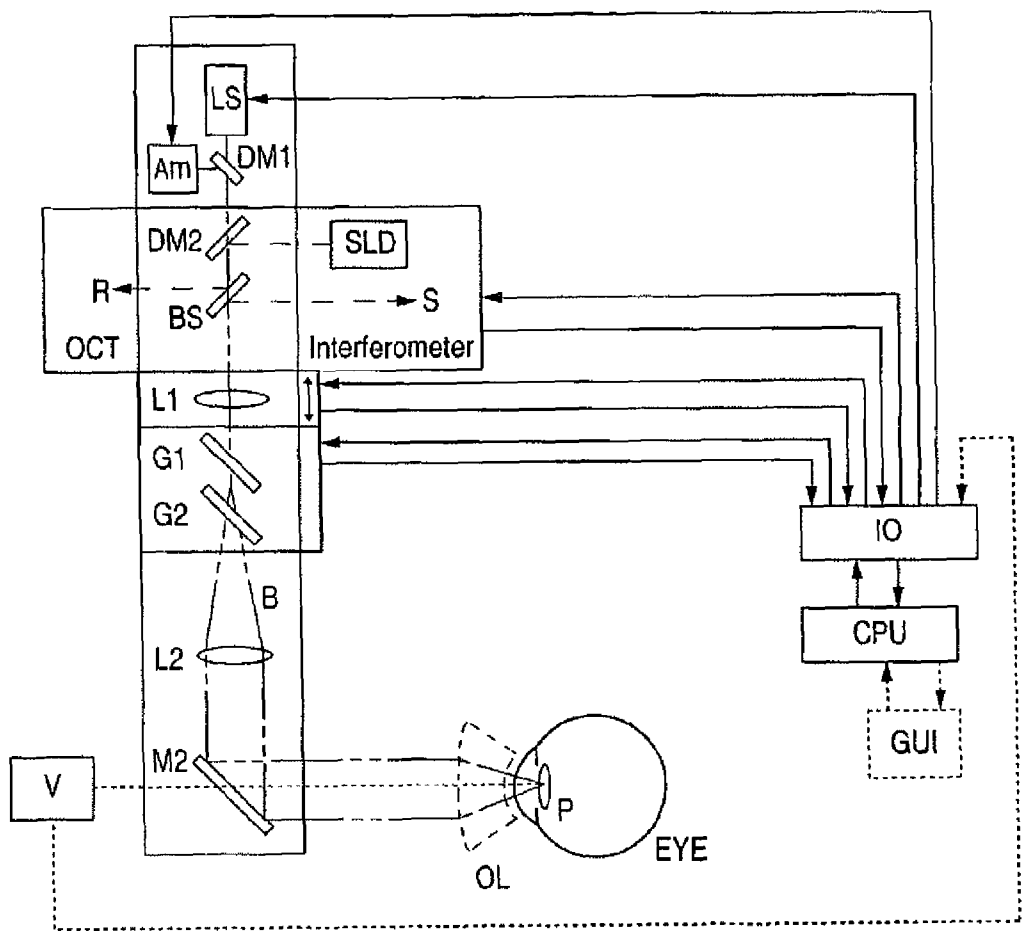 LS
Am
DM1
DM2
SLD
R
S
BS
OCT
Interferometer
L1
G1
G2
IO
B
CPU
L2
GUI
M2
V
P
EYE
OL